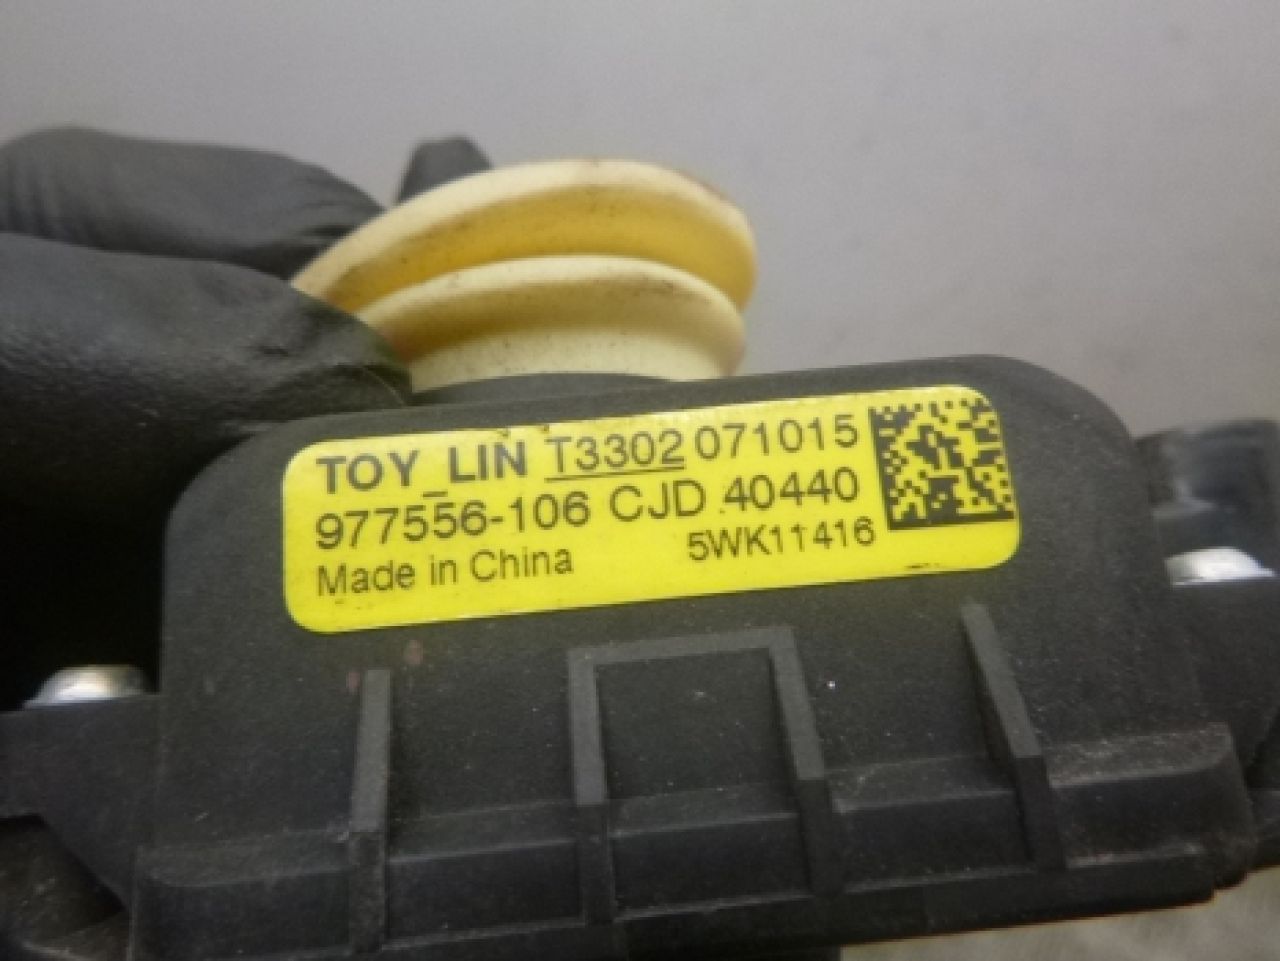 TOY_LIN T3302 071015
977556-106 CJD 40440
Made in China 5WK11416